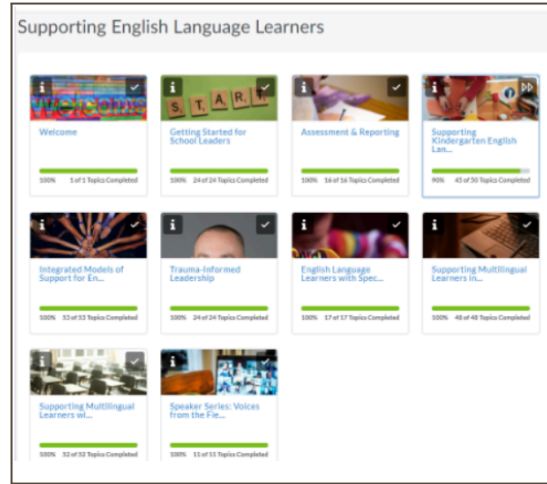 Supporting English Language Learners
Welcome
Welcome
100% 1 of 1 Topics Completed
START
Getting Started for
School Leaders
100% 24 of 24 Topics Completed
Assessment & Reporting
100% 16 of 16 Topics Completed
Supporting
Kindergarten English
Lan...
90% 45 of 50 Topics Completed
Integrated Models of
Support for En...
100% 53 of 53 Topics Completed
Trauma-Informed
Leadership
100% 24 of 24 Topics Completed
English Language
Learners with Spec...
100% 17 of 17 Topics Completed
Supporting Multilingual
Learners in...
100% 48 of 48 Topics Completed
Supporting Multilingual
Learners wi...
100% 52 of 52 Topics Completed
Speaker Series: Voices
from the Fie...
100% 11 of 11 Topics Completed